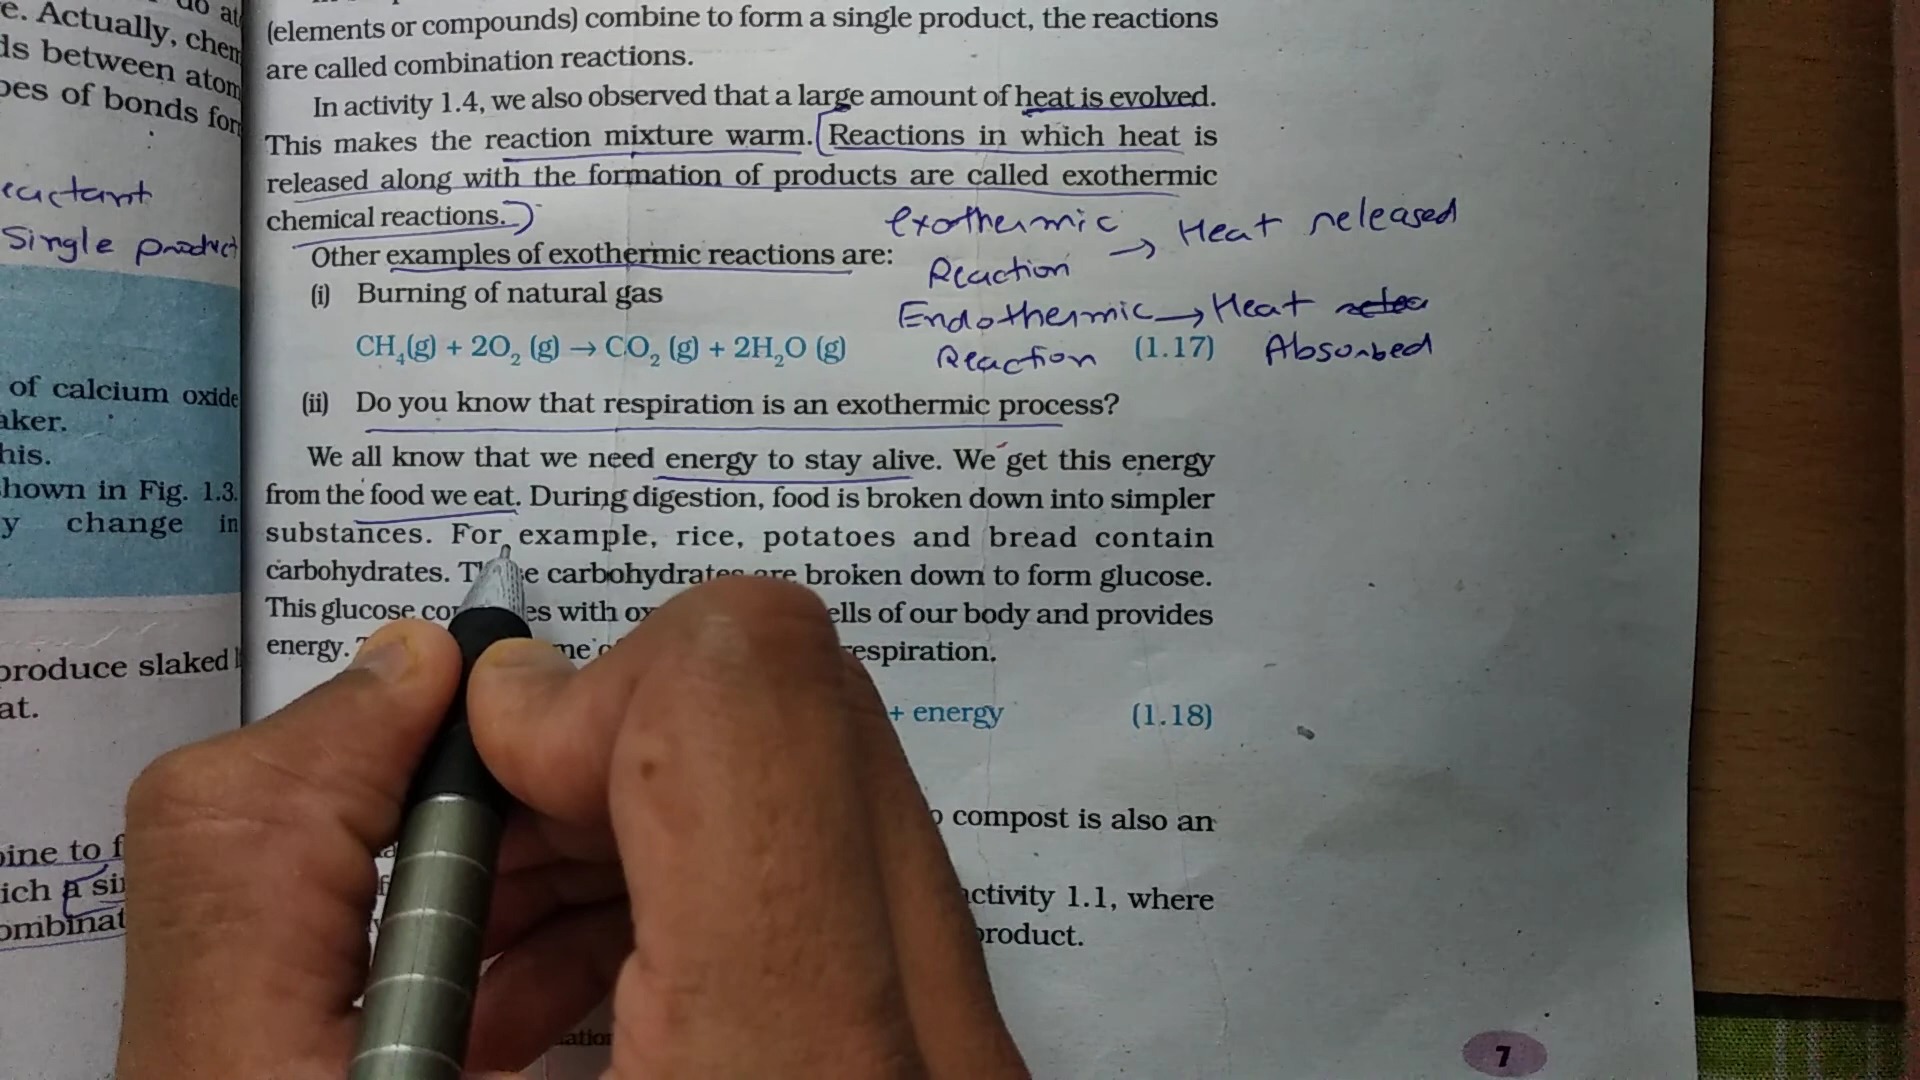 e. Actually, chem
ds between atom
pes of bonds for
eactant
Single product
of calcium oxide
aker.
his.
hown in Fig. 1.3.
y change in
produce slaked
at.
bine to f
ich a si
ombinat
(elements or compounds) combine to form a single product, the reactions
are called combination reactions.
In activity 1.4, we also observed that a large amount of heat is evolved.
This makes the reaction mixture warm. Reactions in which heat is
released along with the formation of products are called exothermic
chemical reactions.
exothermic Reaction → Heat released
Other examples of exothermic reactions are:
(i) Burning of natural gas
Endothermic Reaction → Heat Absorbed
CH₄(g) + 2O₂ (g) → CO₂ (g) + 2H₂O (g) (1.17)
(ii) Do you know that respiration is an exothermic process?
We all know that we need energy to stay alive. We get this energy
from the food we eat. During digestion, food is broken down into simpler
substances. For example, rice, potatoes and bread contain
carbohydrates. carbohydrates are broken down to form glucose.
This glucose with ells of our body and provides
energy. espiration.
+ energy (1.18)
compost is also an
activity 1.1, where
product.
7